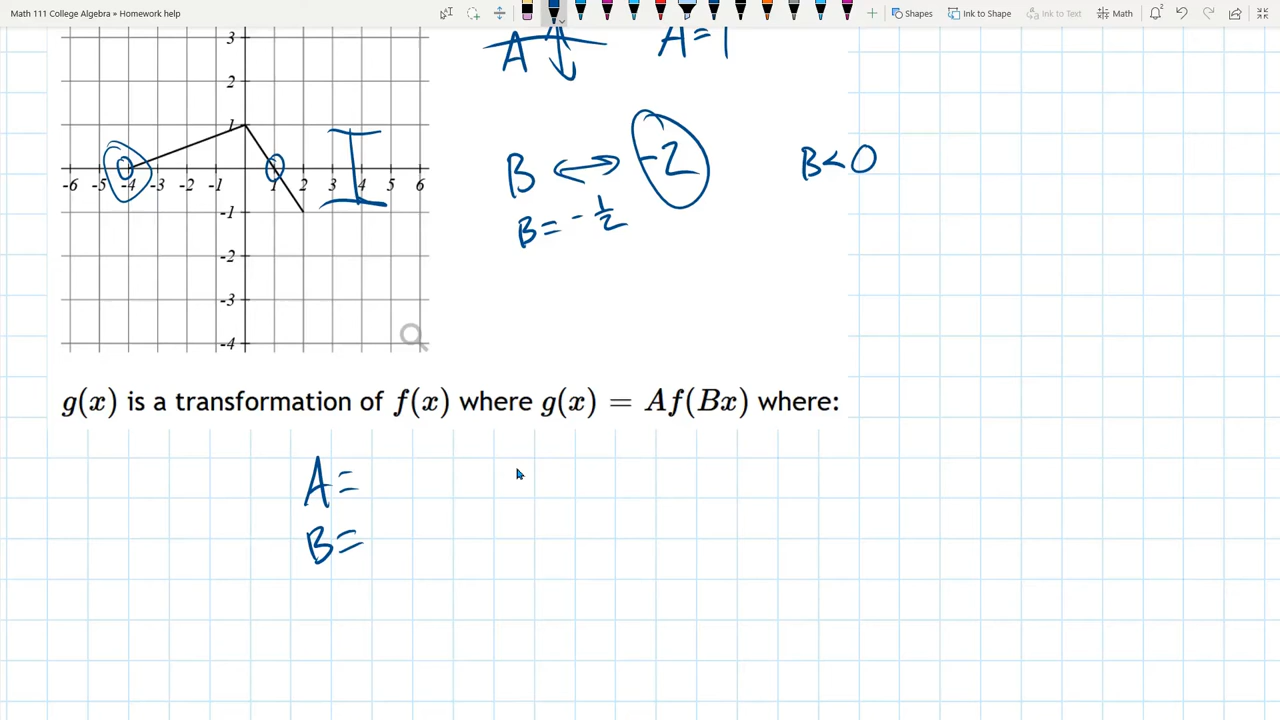 Math 111 College Algebra » Homework help
Shapes
Ink to Shape
Ink to Text
Math
3
2
1
-6 -5 -4 -3 -2 -1 1 2 3 4 5 6
-1
-2
-3
-4
A A=1
B -2 B<0
B=-1/2
g(x) is a transformation of f(x) where g(x) = Af(Bx) where:
A=
B=